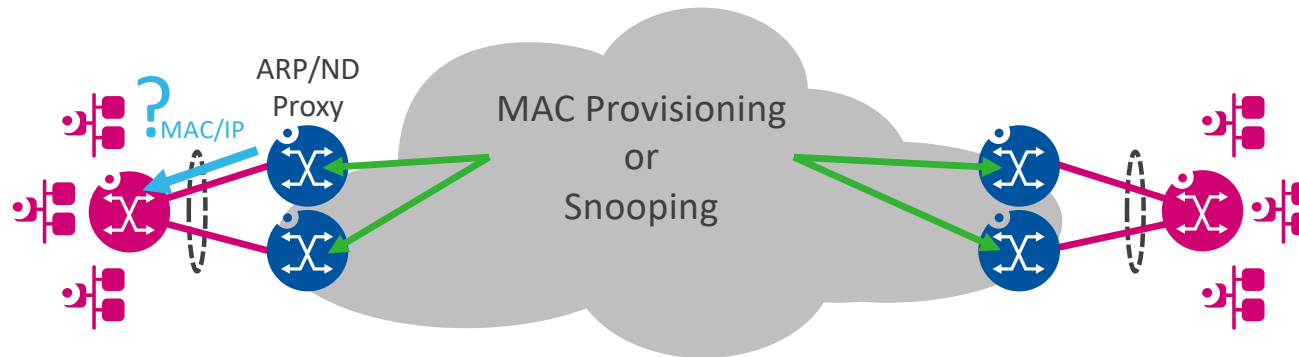 ARP/ND
Proxy
?
MAC/IP
MAC Provisioning
or
Snooping